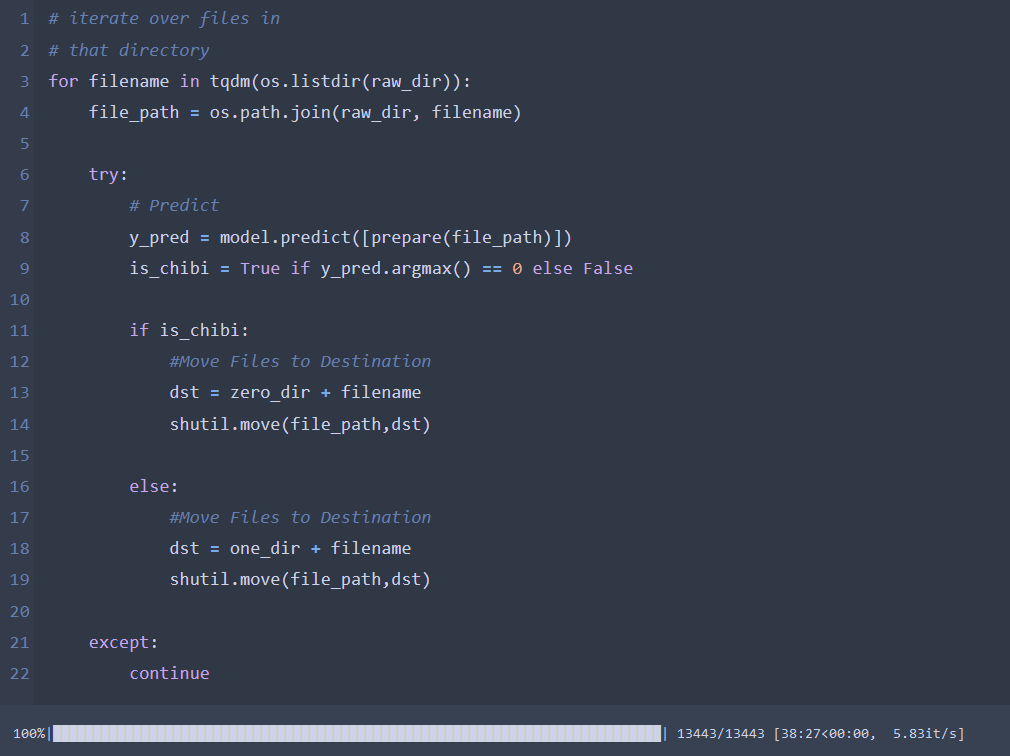 1 # iterate over files in
2 # that directory
3 for filename in tqdm(os.listdir(raw_dir)):
4     file_path = os.path.join(raw_dir, filename)
5
6     try:
7         # Predict
8         y_pred = model.predict([prepare(file_path)])
9         is_chibi = True if y_pred.argmax() == 0 else False
10
11         if is_chibi:
12             #Move Files to Destination
13             dst = zero_dir + filename
14             shutil.move(file_path,dst)
15
16         else:
17             #Move Files to Destination
18             dst = one_dir + filename
19             shutil.move(file_path,dst)
20
21     except:
22         continue
100%| | 13443/13443 [38:27<00:00,  5.83it/s]